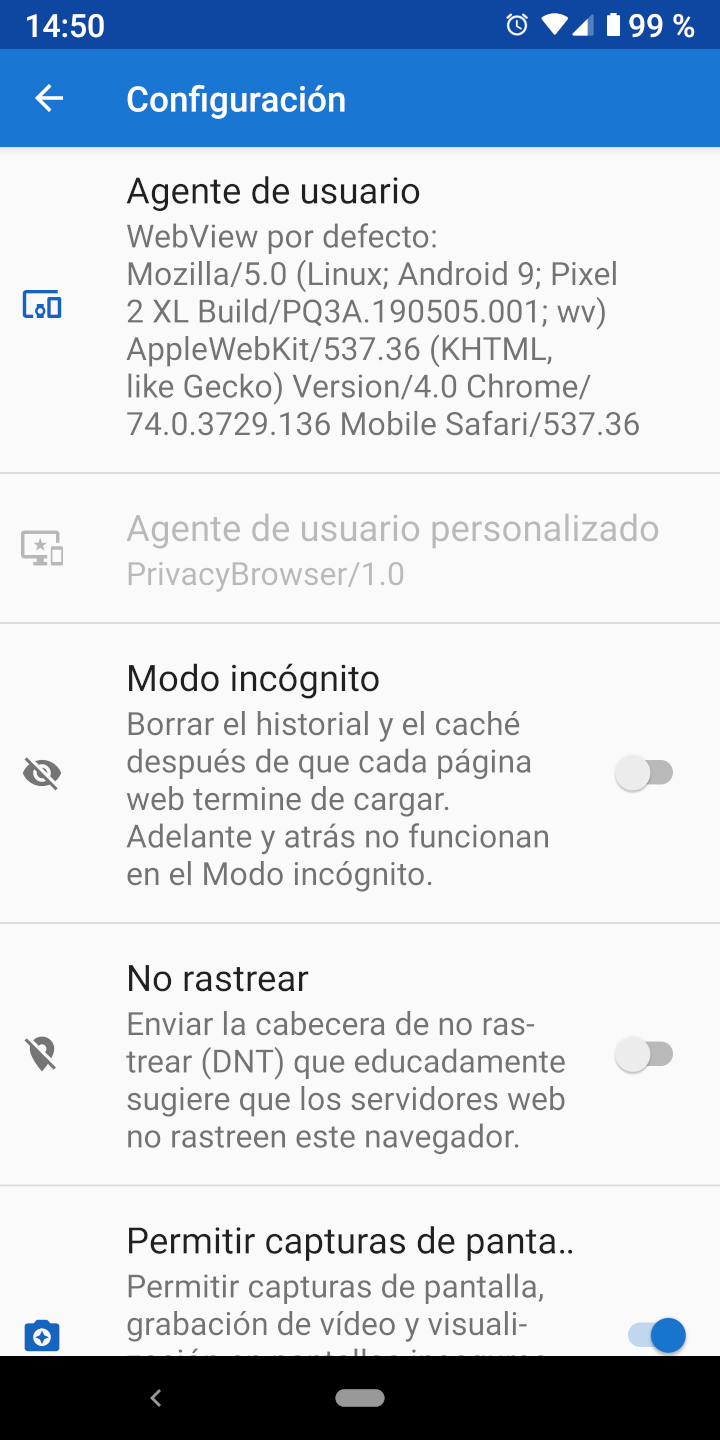 14:50
99 %
Configuración
Agente de usuario
WebView por defecto:
Mozilla/5.0 (Linux; Android 9; Pixel
2 XL Build/PQ3A.190505.001; wv)
AppleWebKit/537.36 (KHTML,
like Gecko) Version/4.0 Chrome/
74.0.3729.136 Mobile Safari/537.36
Agente de usuario personalizado
PrivacyBrowser/1.0
Modo incógnito
Borrar el historial y el caché
después de que cada página
web termine de cargar.
Adelante y atrás no funcionan
en el Modo incógnito.
No rastrear
Enviar la cabecera de no ras-
trear (DNT) que educadamente
sugiere que los servidores web
no rastreen este navegador.
Permitir capturas de panta..
Permitir capturas de pantalla,
grabación de vídeo y visuali-